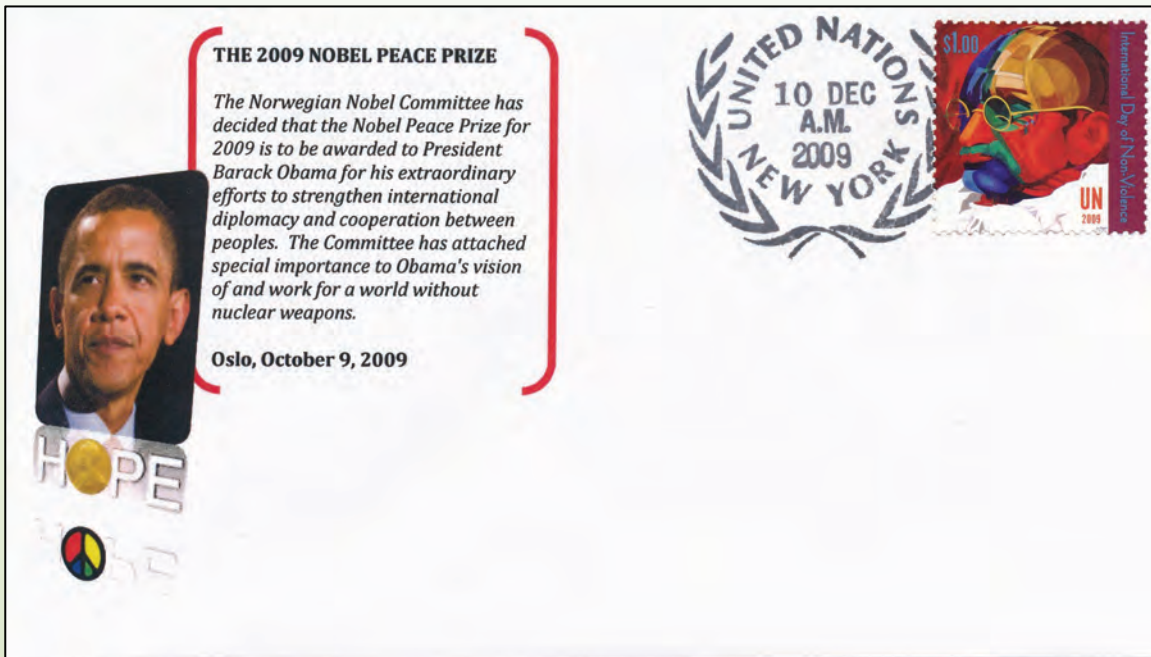 THE 2009 NOBEL PEACE PRIZE
The Norwegian Nobel Committee has
decided that the Nobel Peace Prize for
2009 is to be awarded to President
Barack Obama for his extraordinary
efforts to strengthen international
diplomacy and cooperation between
peoples. The Committee has attached
special importance to Obama's vision
of and work for a world without
nuclear weapons.
Oslo, October 9, 2009
HOPE
UNITED NATIONS
10 DEC
A.M.
2009
NEW YORK
$1.00
International Day of Non-Violence
UN
2009